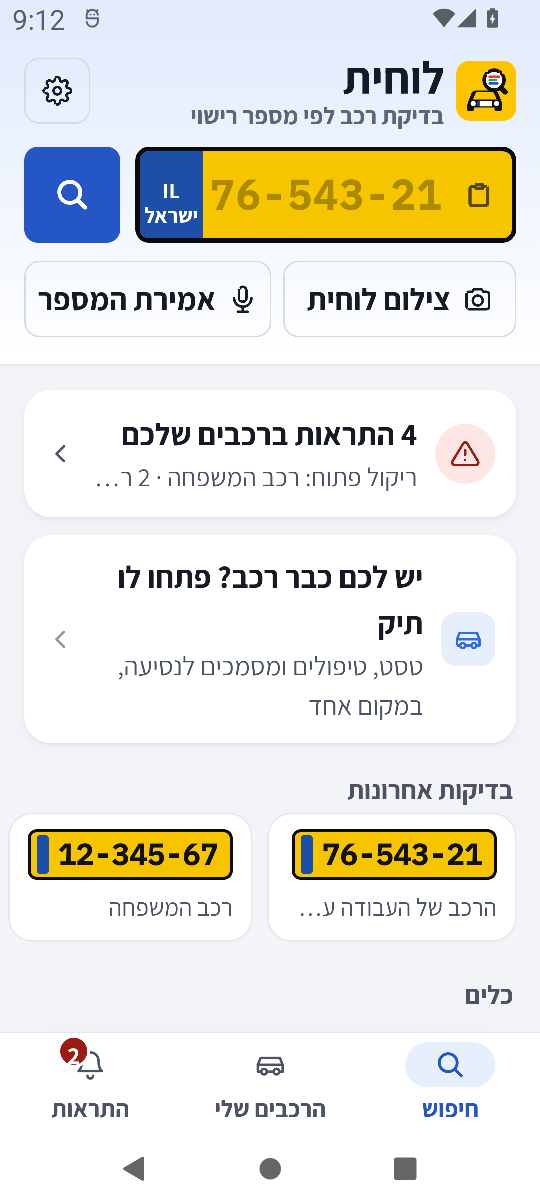 9:12
לוחית
בדיקת רכב לפי מספר רישוי
IL
ישראל
76-543-21
צילום לוחית
אמירת המספר
4 התראות ברכבים שלכם
ריקול פתוח: רכב המשפחה · 2 ר…
יש לכם כבר רכב? פתחו לו
תיק
טסט, טיפולים ומסמכים לנסיעה,
במקום אחד
בדיקות אחרונות
76-543-21
הרכב של העבודה ע…
12-345-67
רכב המשפחה
כלים
חיפוש
הרכבים שלי
2
התראות